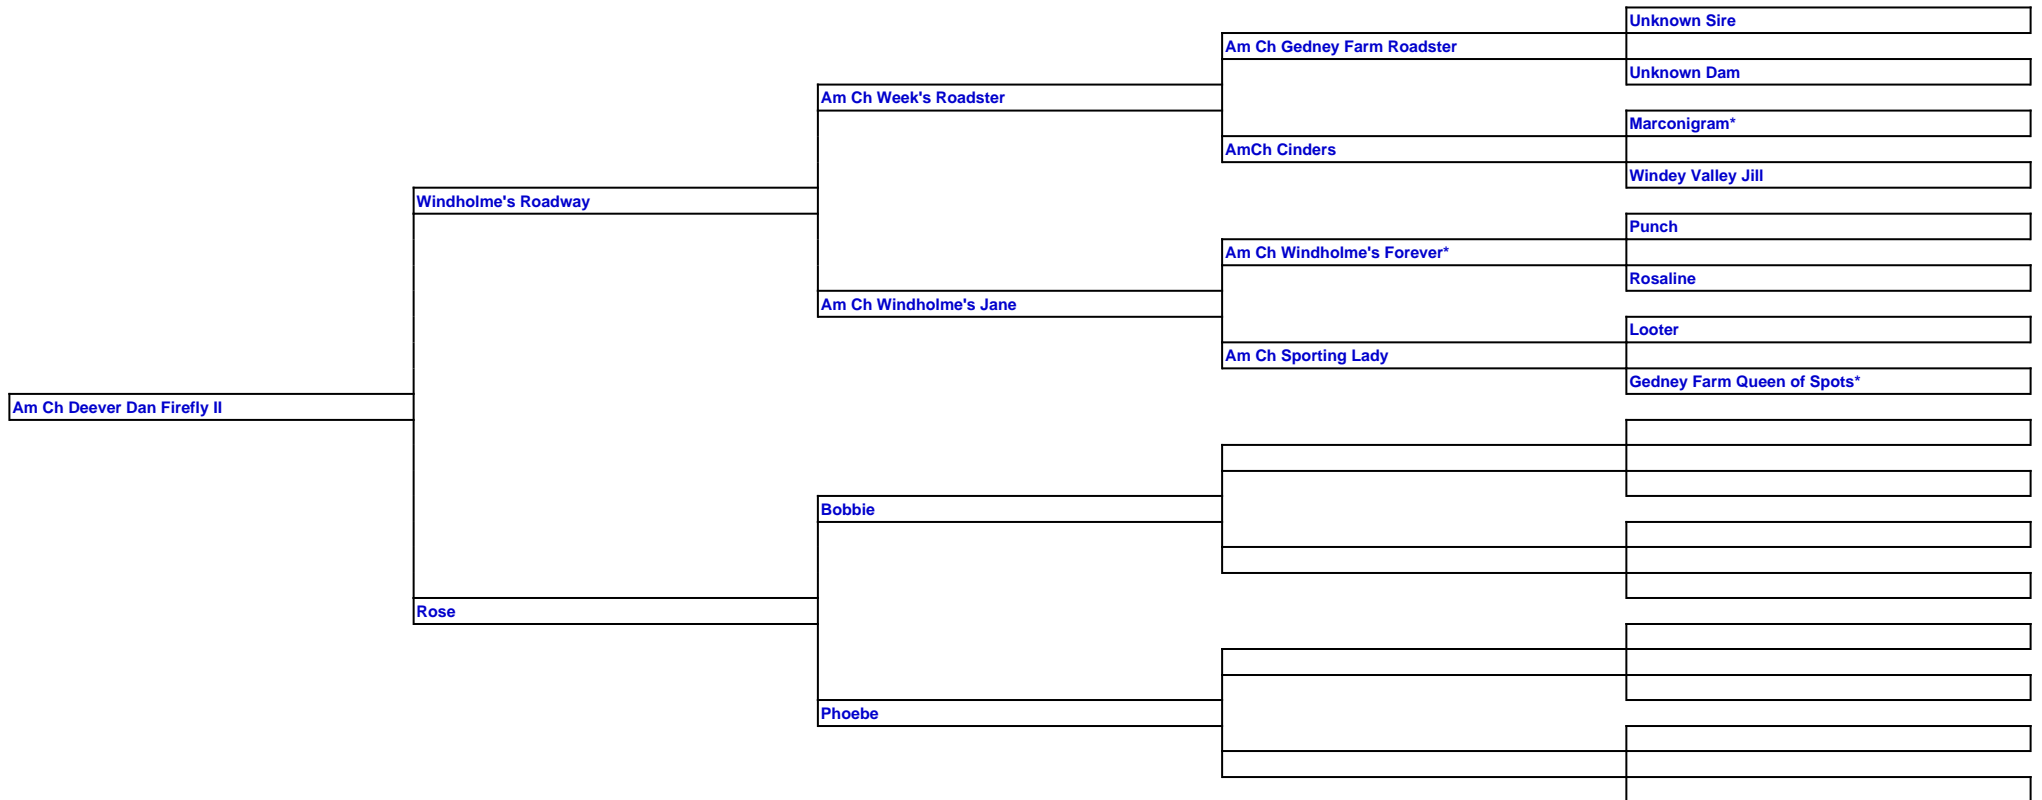 Unknown Sire
Am Ch Gedney Farm Roadster
Unknown Dam
Am Ch Week's Roadster
Marconigram*
AmCh Cinders
Windey Valley Jill
Windholme's Roadway
Punch
Am Ch Windholme's Forever*
Rosaline
Am Ch Windholme's Jane
Looter
Am Ch Sporting Lady
Gedney Farm Queen of Spots*
Am Ch Deever Dan Firefly II
Bobbie
Rose
Phoebe